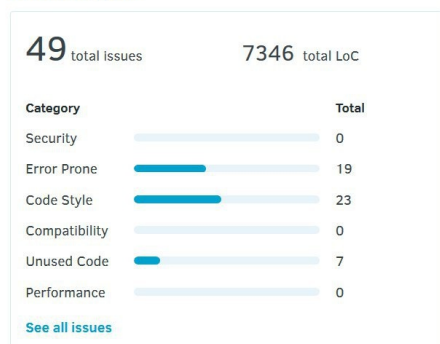 49 total issues 7346 total LoC
Category Total
Security 0
Error Prone 19
Code Style 23
Compatibility 0
Unused Code 7
Performance 0
See all issues